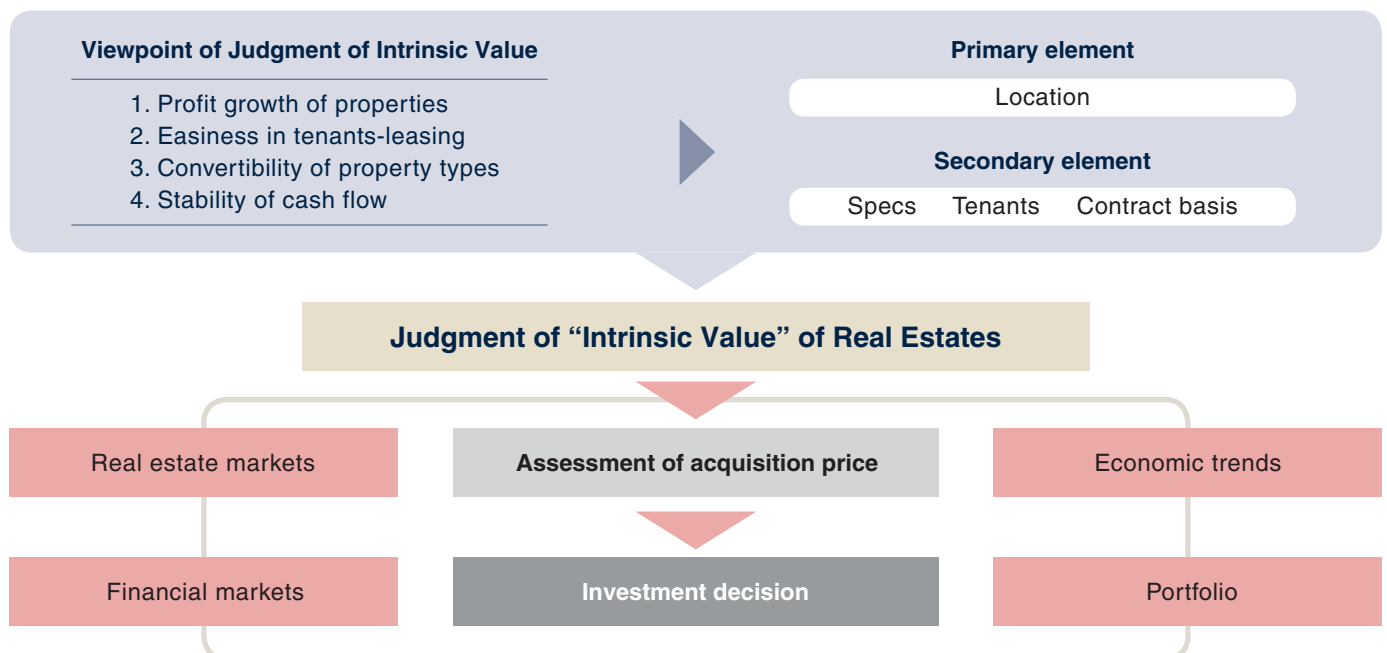 Viewpoint of Judgment of Intrinsic Value
1. Profit growth of properties
2. Easiness in tenants-leasing
3. Convertibility of property types
4. Stability of cash flow
Primary element
Location
Secondary element
Specs Tenants Contract basis
Judgment of “Intrinsic Value” of Real Estates
Real estate markets
Assessment of acquisition price
Economic trends
Financial markets
Investment decision
Portfolio